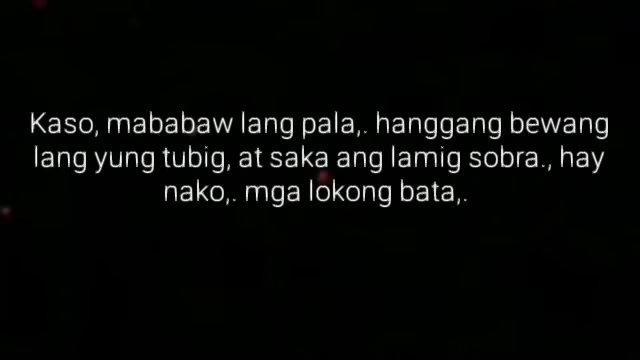 Kaso, mababaw lang pala,. hanggang bewang
lang yung tubig, at saka ang lamig sobra., hay
nako,. mga lokong bata,.